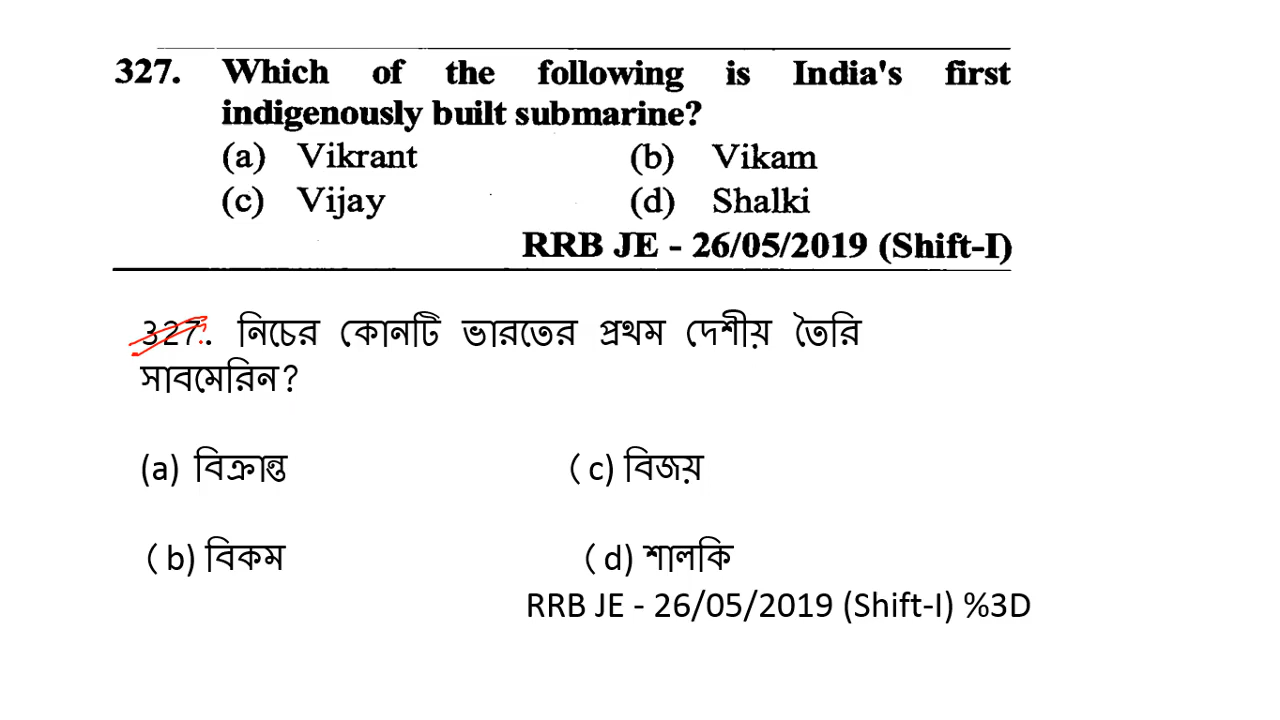 327. Which of the following is India's first
indigenously built submarine?
(a) Vikrant (b) Vikam
(c) Vijay (d) Shalki
RRB JE - 26/05/2019 (Shift-I)
327. নিচের কোনটি ভারতের প্রথম দেশীয় তৈরি
সাবমেরিন?
(a) বিক্রান্ত ( c) বিজয়
( b) বিকম ( d) শালকি
RRB JE - 26/05/2019 (Shift-I) %3D